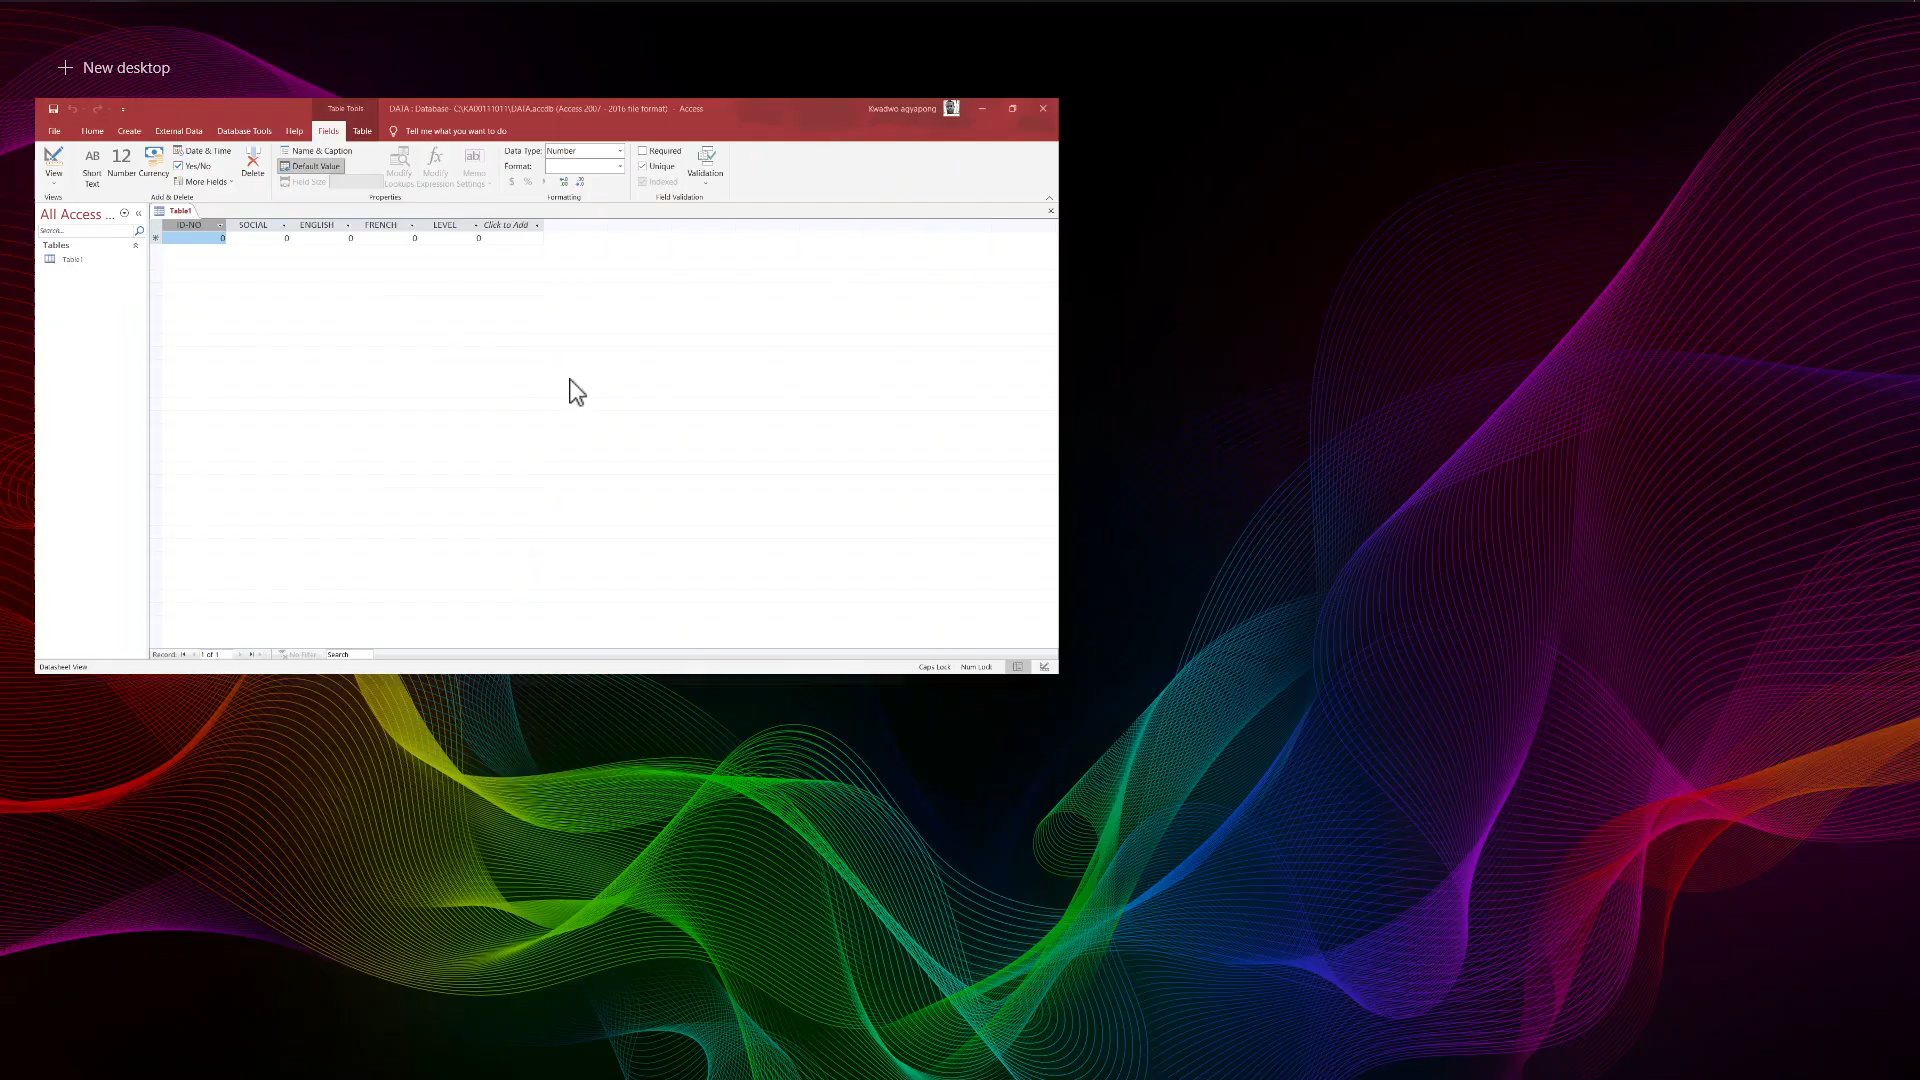 New desktop
Table Tools
DATA : Database- C:\KA00111011\DATA.accdb (Access 2007 - 2016 file format) - Access
Kwadwo agyapong
File Home Create External Data Database Tools Help Fields Table Tell me what you want to do
View
AB
Short
Text
12
Number
Currency
Date & Time
Yes/No
More Fields
Delete
Name & Caption
Default Value
Field Size
Modify
Lookups
fx
Modify
Expression
ab
Memo
Settings
Data Type: Number
Format:
$ %
Required
Unique
Indexed
Validation
Views Add & Delete Properties Formatting Field Validation
All Access ...
Search...
Tables
Table1
Table1
ID-NO SOCIAL ENGLISH FRENCH LEVEL Click to Add
0 0 0 0 0
Record: 1 of 1 No Filter Search
Datasheet View
Caps Lock Num Lock